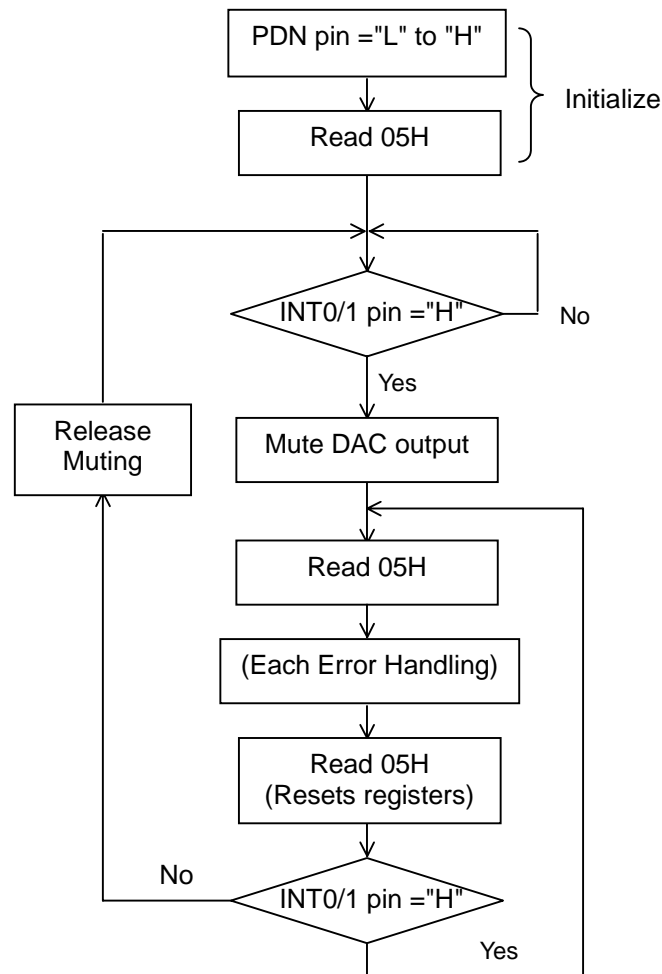 PDN pin ="L" to "H"
Initialize
Read 05H
INT0/1 pin ="H"
No
Yes
Release
Muting
Mute DAC output
Read 05H
(Each Error Handling)
Read 05H
(Resets registers)
No
INT0/1 pin ="H"
Yes